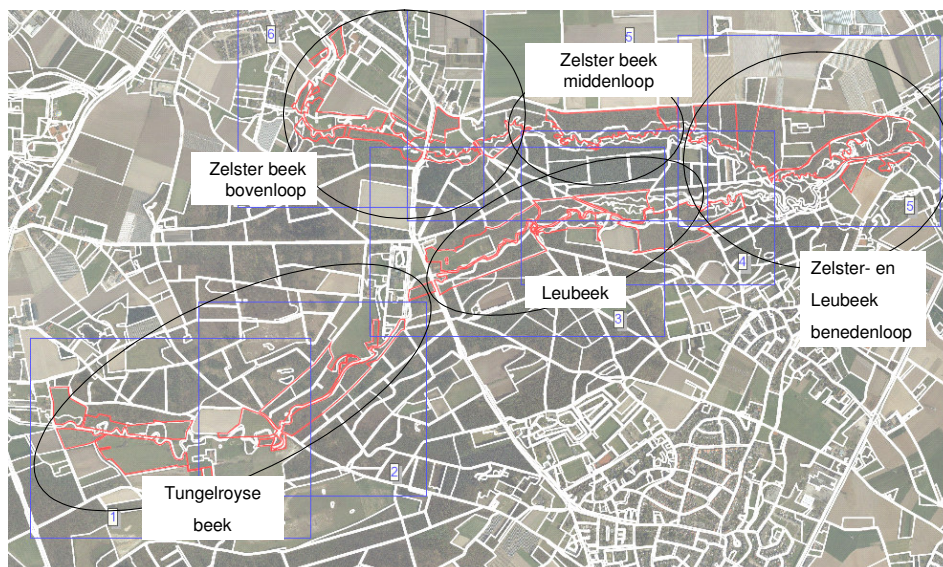 6
5
Zelster beek
middenloop
Zelster beek
bovenloop
5
4
Zelster- en
Leubeek
benedenloop
Leubeek
3
2
Tungelroyse
beek
1